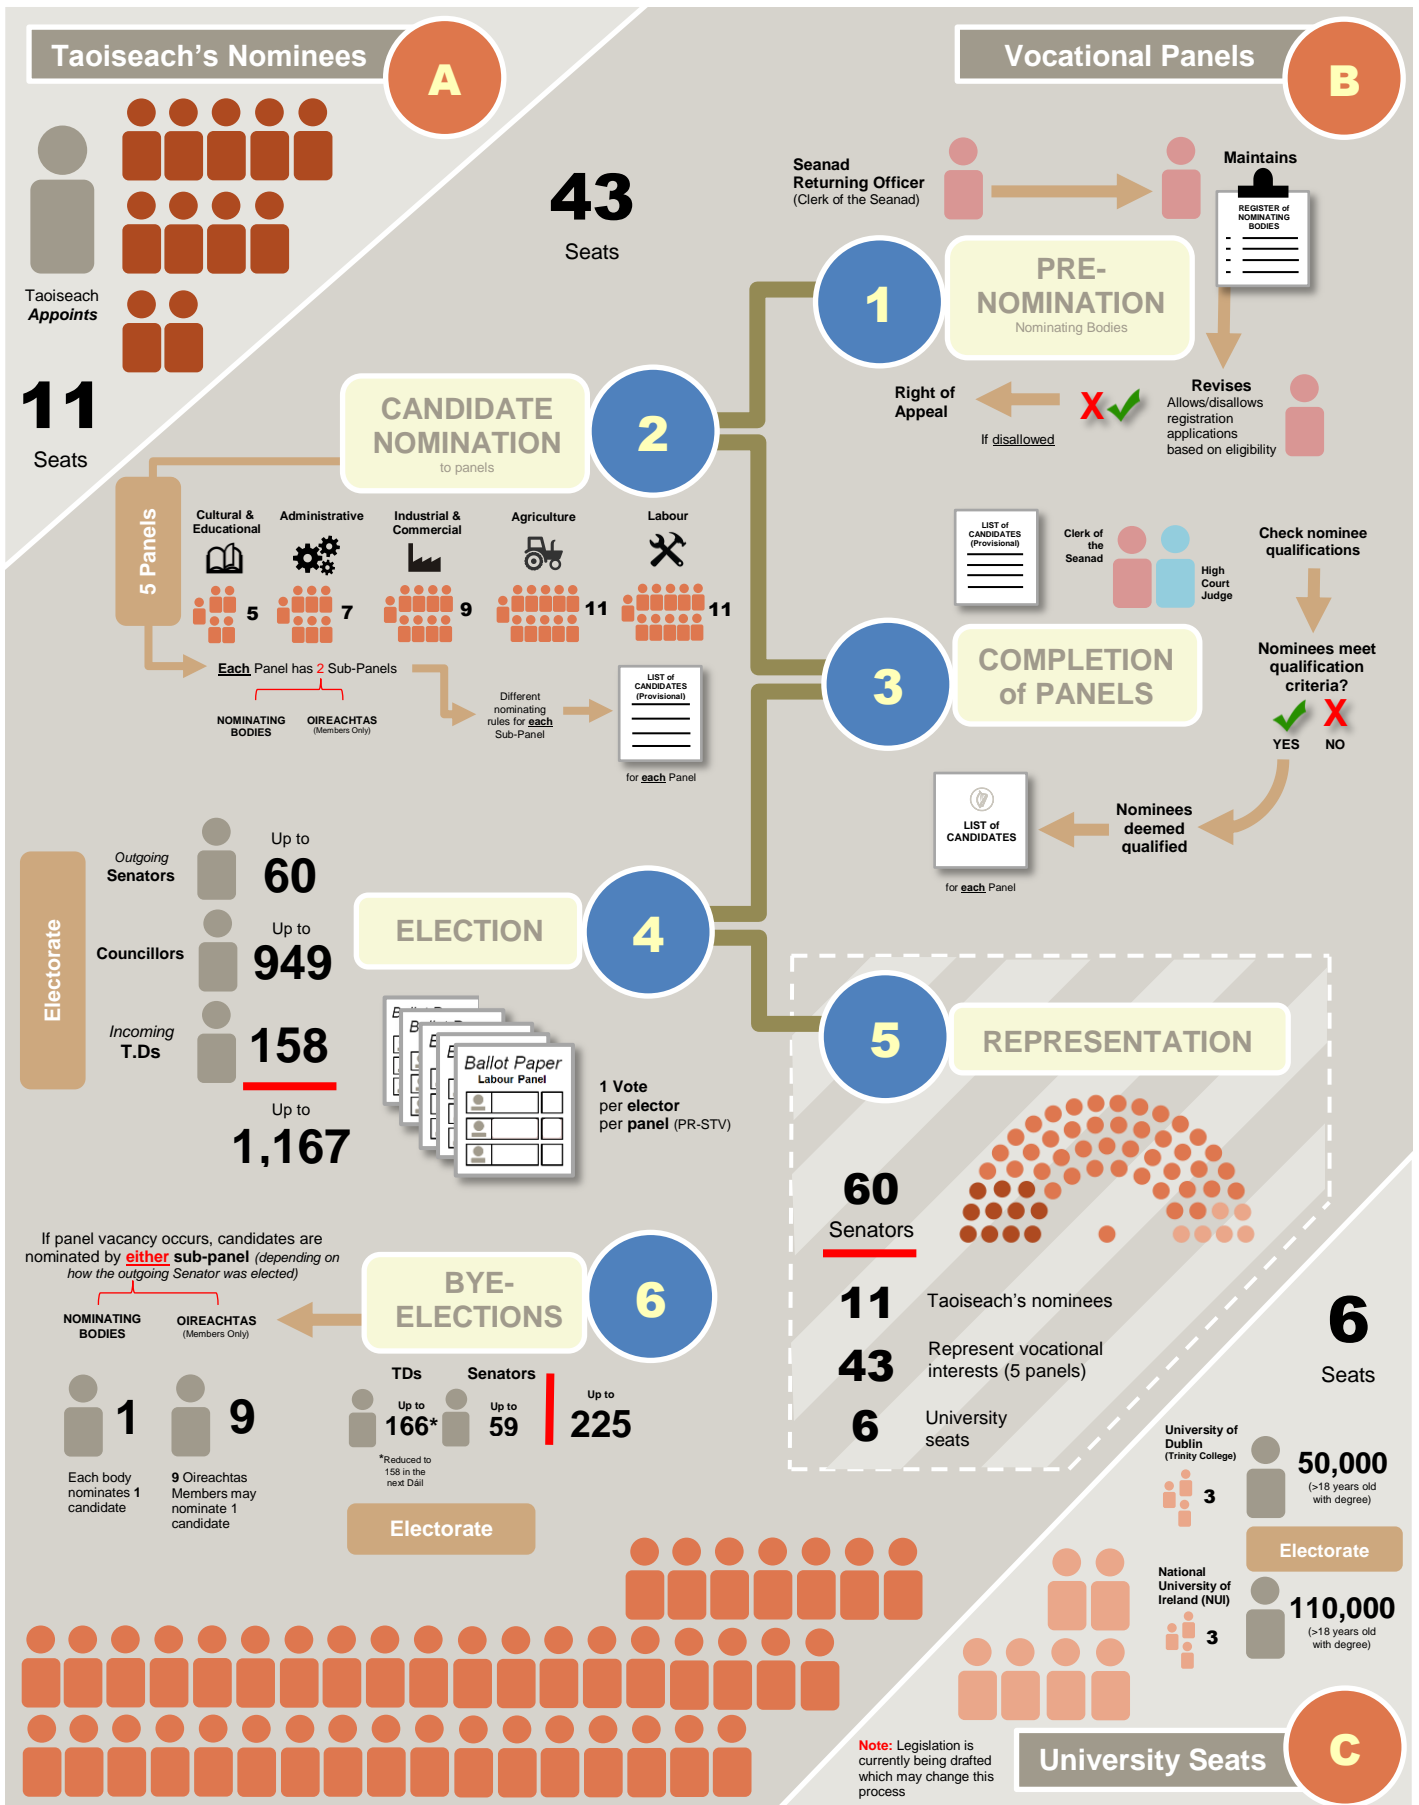 Taoiseach's Nominees
A
Taoiseach
Appoints
11
Seats
43
Seats
Vocational Panels
B
Seanad
Returning Officer
(Clerk of the Seanad)
Maintains
REGISTER of
NOMINATING
BODIES
1
PRE-
NOMINATION
Nominating Bodies
Revises
Allows/disallows
registration
applications
based on eligibility
X
If disallowed
Right of
Appeal
CANDIDATE
NOMINATION
to panels
2
5 Panels
Cultural &
Educational
5
Administrative
7
Industrial &
Commercial
9
Agriculture
11
Labour
11
Each Panel has 2 Sub-Panels
NOMINATING
BODIES
OIREACHTAS
(Members Only)
Different
nominating
rules for each
Sub-Panel
LIST of
CANDIDATES
(Provisional)
for each Panel
LIST of
CANDIDATES
(Provisional)
Clerk of
the
Seanad
High
Court
Judge
Check nominee
qualifications
3
COMPLETION
of PANELS
Nominees meet
qualification
criteria?
X
YES
NO
Nominees
deemed
qualified
LIST of
CANDIDATES
for each Panel
Electorate
Outgoing
Senators
Up to
60
Councillors
Up to
949
Incoming
T.Ds
158
Up to
1,167
ELECTION
4
Ballot Paper
Labour Panel
1 Vote
per elector
per panel (PR-STV)
5
REPRESENTATION
60
Senators
11
Taoiseach's nominees
43
Represent vocational
interests (5 panels)
6
University
seats
If panel vacancy occurs, candidates are
nominated by either sub-panel (depending on
how the outgoing Senator was elected)
NOMINATING
BODIES
OIREACHTAS
(Members Only)
1
Each body
nominates 1
candidate
9
9 Oireachtas
Members may
nominate 1
candidate
BYE-
ELECTIONS
6
TDs
Up to
166*
*Reduced to
158 in the
next Dáil
Senators
Up to
59
Up to
225
Electorate
6
Seats
University of
Dublin
(Trinity College)
3
50,000
(>18 years old
with degree)
Electorate
National
University of
Ireland (NUI)
3
110,000
(>18 years old
with degree)
Note: Legislation is
currently being drafted
which may change this
process
University Seats
C